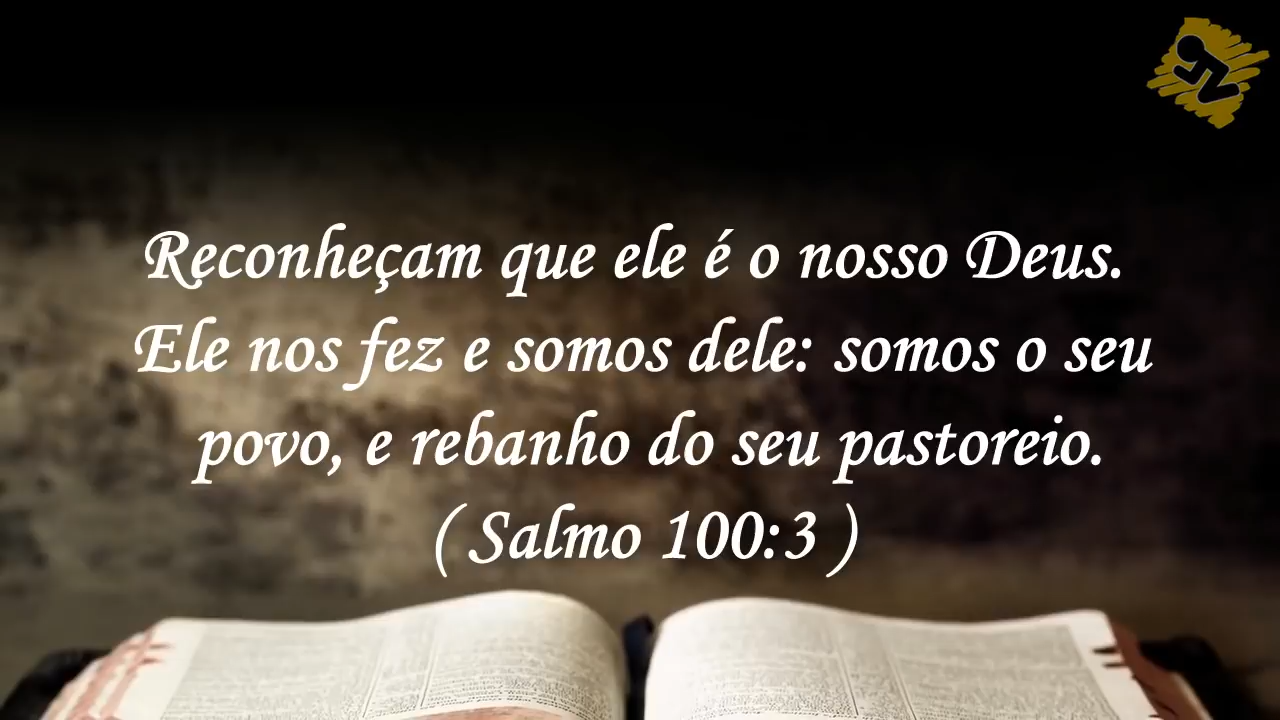 Reconheçam que ele é o nosso Deus.
Ele nos fez e somos dele: somos o seu
povo, e rebanho do seu pastoreio.
( Salmo 100:3 )